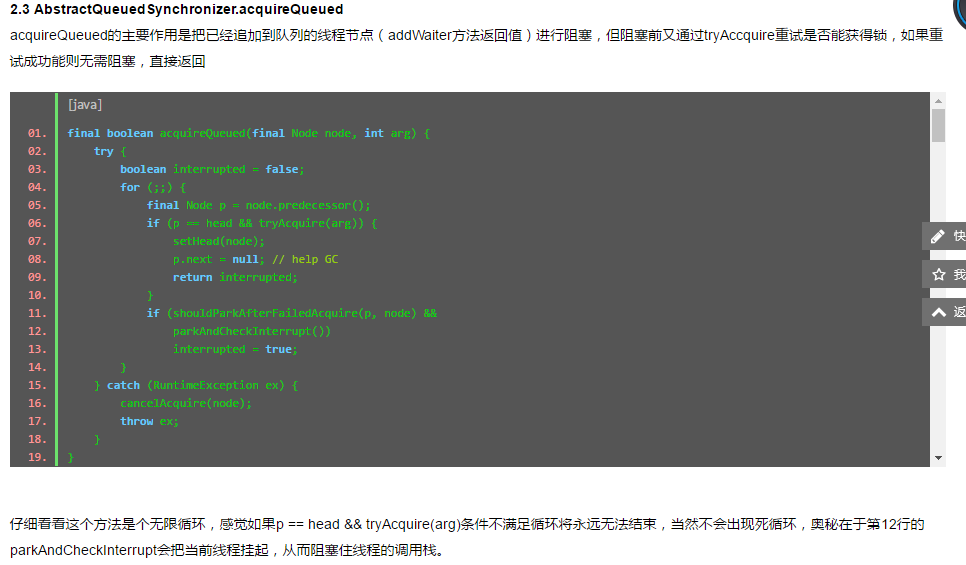 2.3 AbstractQueuedSynchronizer.acquireQueued
acquireQueued的主要作用是把已经追加到队列的线程节点（addWaiter方法返回值）进行阻塞，但阻塞前又通过tryAccquire重试是否能获得锁，如果重
试成功能则无需阻塞，直接返回
[java]
01. final boolean acquireQueued(final Node node, int arg) {
02.     try {
03.         boolean interrupted = false;
04.         for (;;) {
05.             final Node p = node.predecessor();
06.             if (p == head && tryAcquire(arg)) {
07.                 setHead(node);
08.                 p.next = null; // help GC
09.                 return interrupted;
10.             }
11.             if (shouldParkAfterFailedAcquire(p, node) &&
12.                 parkAndCheckInterrupt())
13.                 interrupted = true;
14.         }
15.     } catch (RuntimeException ex) {
16.         cancelAcquire(node);
17.         throw ex;
18.     }
19. }
快
我
返
仔细看看这个方法是个无限循环，感觉如果p == head && tryAcquire(arg)条件不满足循环将永远无法结束，当然不会出现死循环，奥秘在于第12行的
parkAndCheckInterrupt会把当前线程挂起，从而阻塞住线程的调用栈。